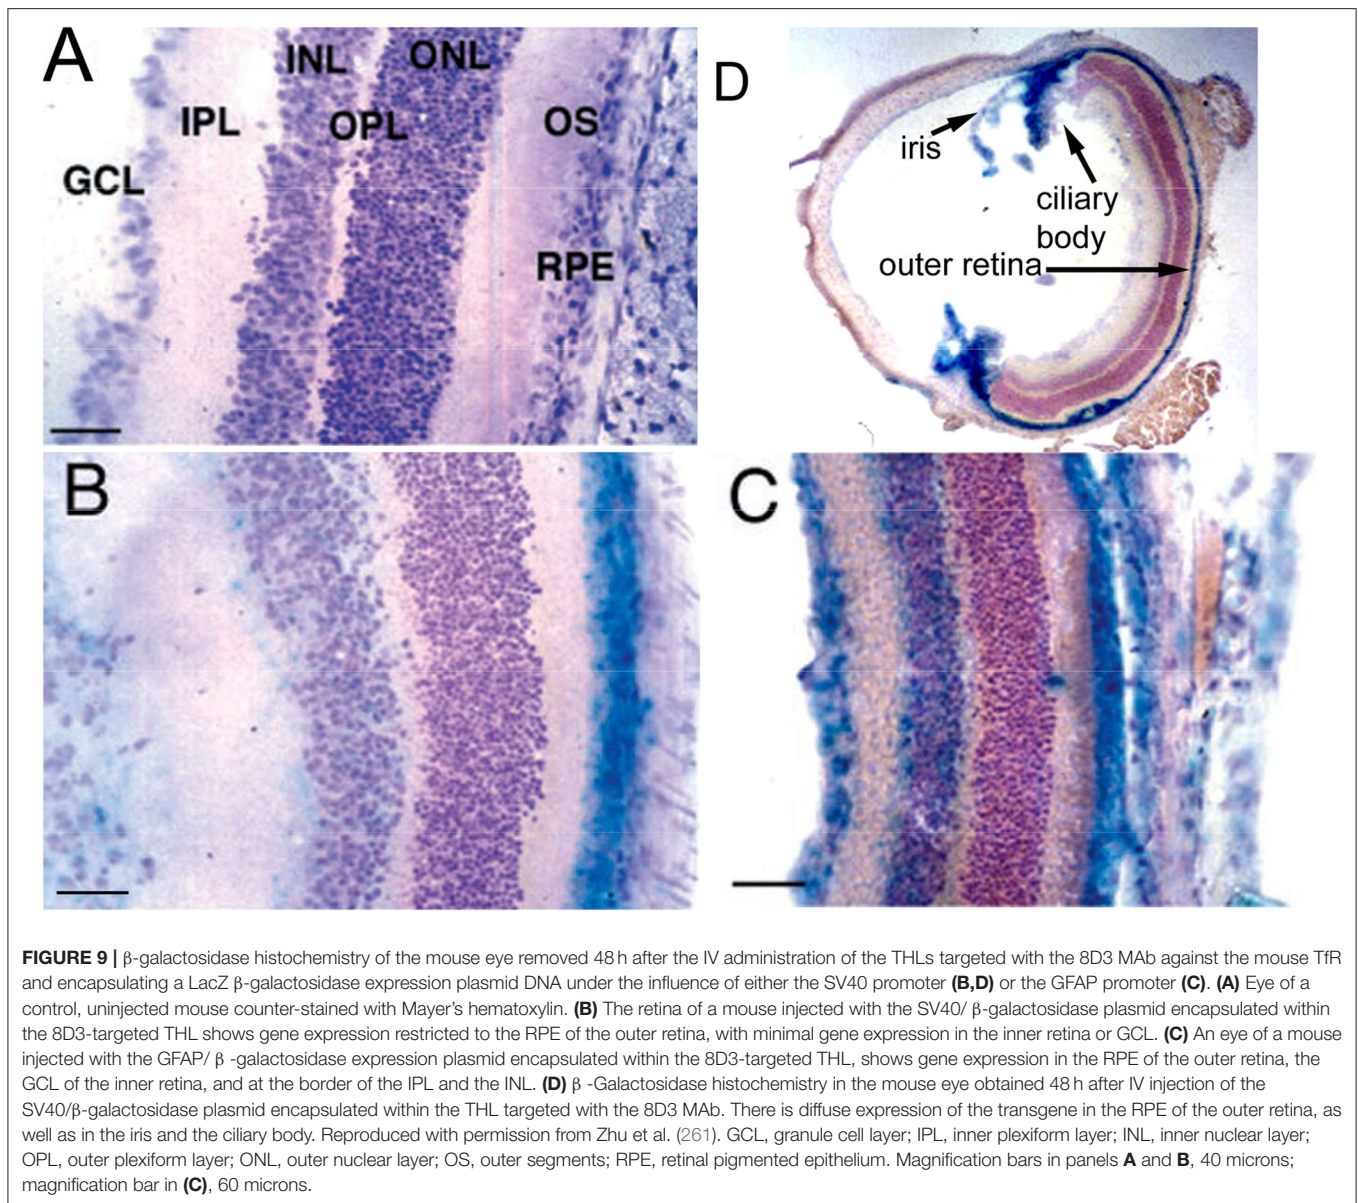 A
INL
ONL
IPL
OPL
OS
GCL
RPE
D
iris
ciliary
body
outer retina
B
C
FIGURE 9 | β-galactosidase histochemistry of the mouse eye removed 48 h after the IV administration of the THLs targeted with the 8D3 MAb against the mouse TfR
and encapsulating a LacZ β-galactosidase expression plasmid DNA under the influence of either the SV40 promoter (B,D) or the GFAP promoter (C). (A) Eye of a
control, uninjected mouse counter-stained with Mayer's hematoxylin. (B) The retina of a mouse injected with the SV40/ β-galactosidase plasmid encapsulated within
the 8D3-targeted THL shows gene expression restricted to the RPE of the outer retina, with minimal gene expression in the inner retina or GCL. (C) An eye of a mouse
injected with the GFAP/ β -galactosidase expression plasmid encapsulated within the 8D3-targeted THL, shows gene expression in the RPE of the outer retina, the
GCL of the inner retina, and at the border of the IPL and the INL. (D) β -Galactosidase histochemistry in the mouse eye obtained 48 h after IV injection of the
SV40/β-galactosidase plasmid encapsulated within the THL targeted with the 8D3 MAb. There is diffuse expression of the transgene in the RPE of the outer retina, as
well as in the iris and the ciliary body. Reproduced with permission from Zhu et al. (261). GCL, granule cell layer; IPL, inner plexiform layer; INL, inner nuclear layer;
OPL, outer plexiform layer; ONL, outer nuclear layer; OS, outer segments; RPE, retinal pigmented epithelium. Magnification bars in panels A and B, 40 microns;
magnification bar in (C), 60 microns.